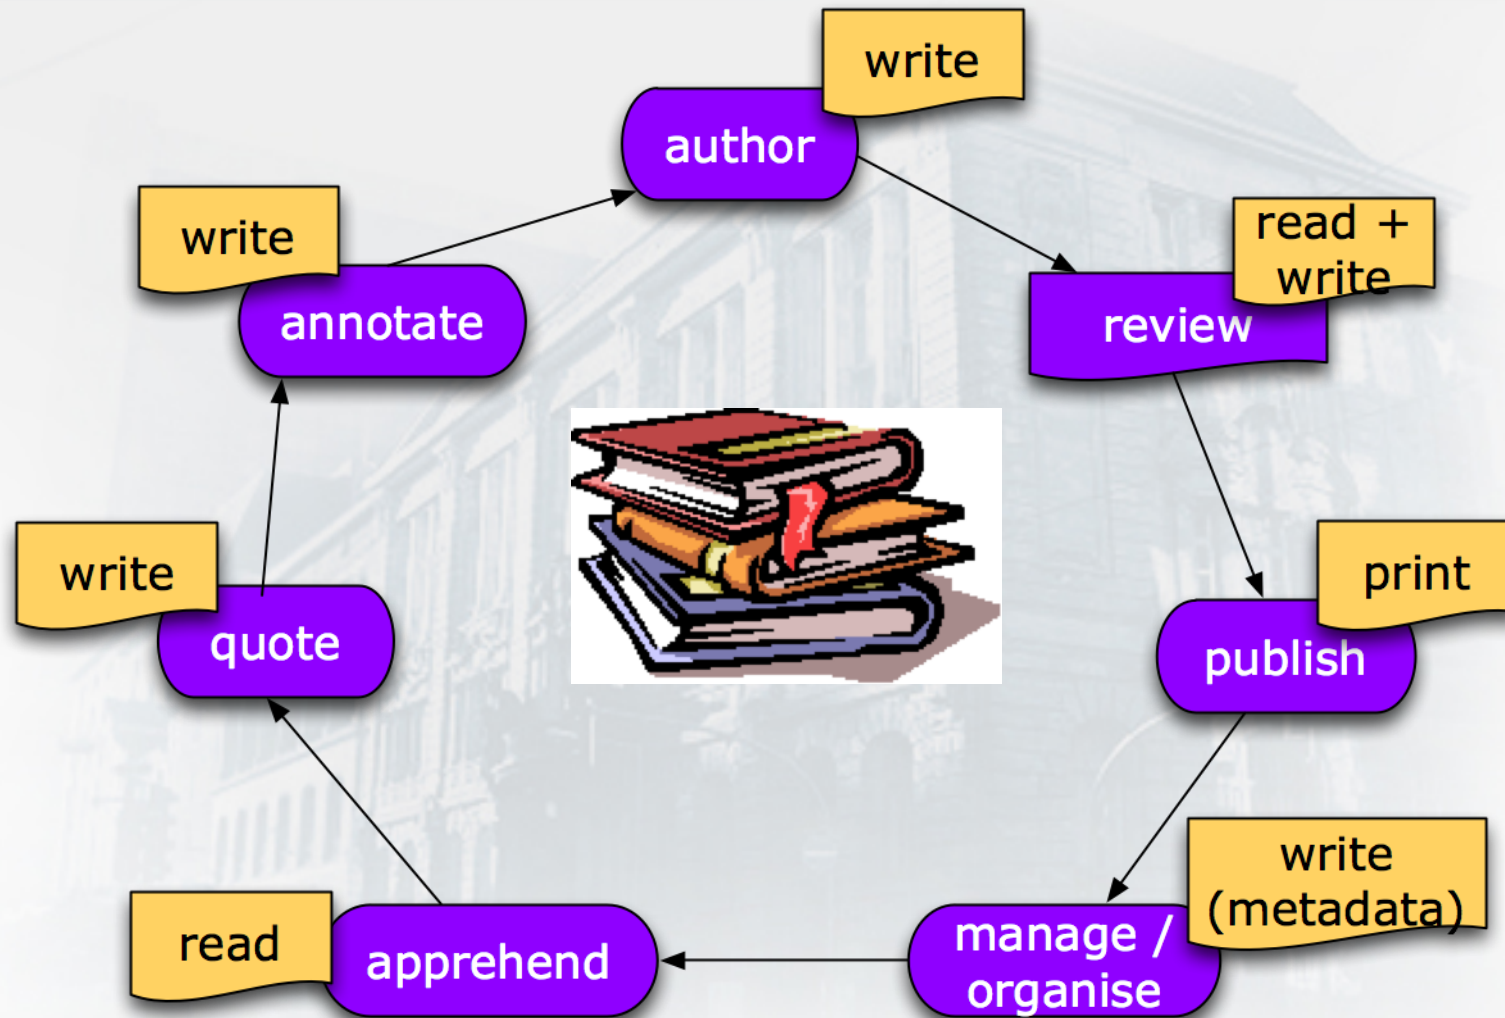 write
author
write
annotate
read +
write
review
write
quote
print
publish
write
(metadata)
manage /
organise
read
apprehend